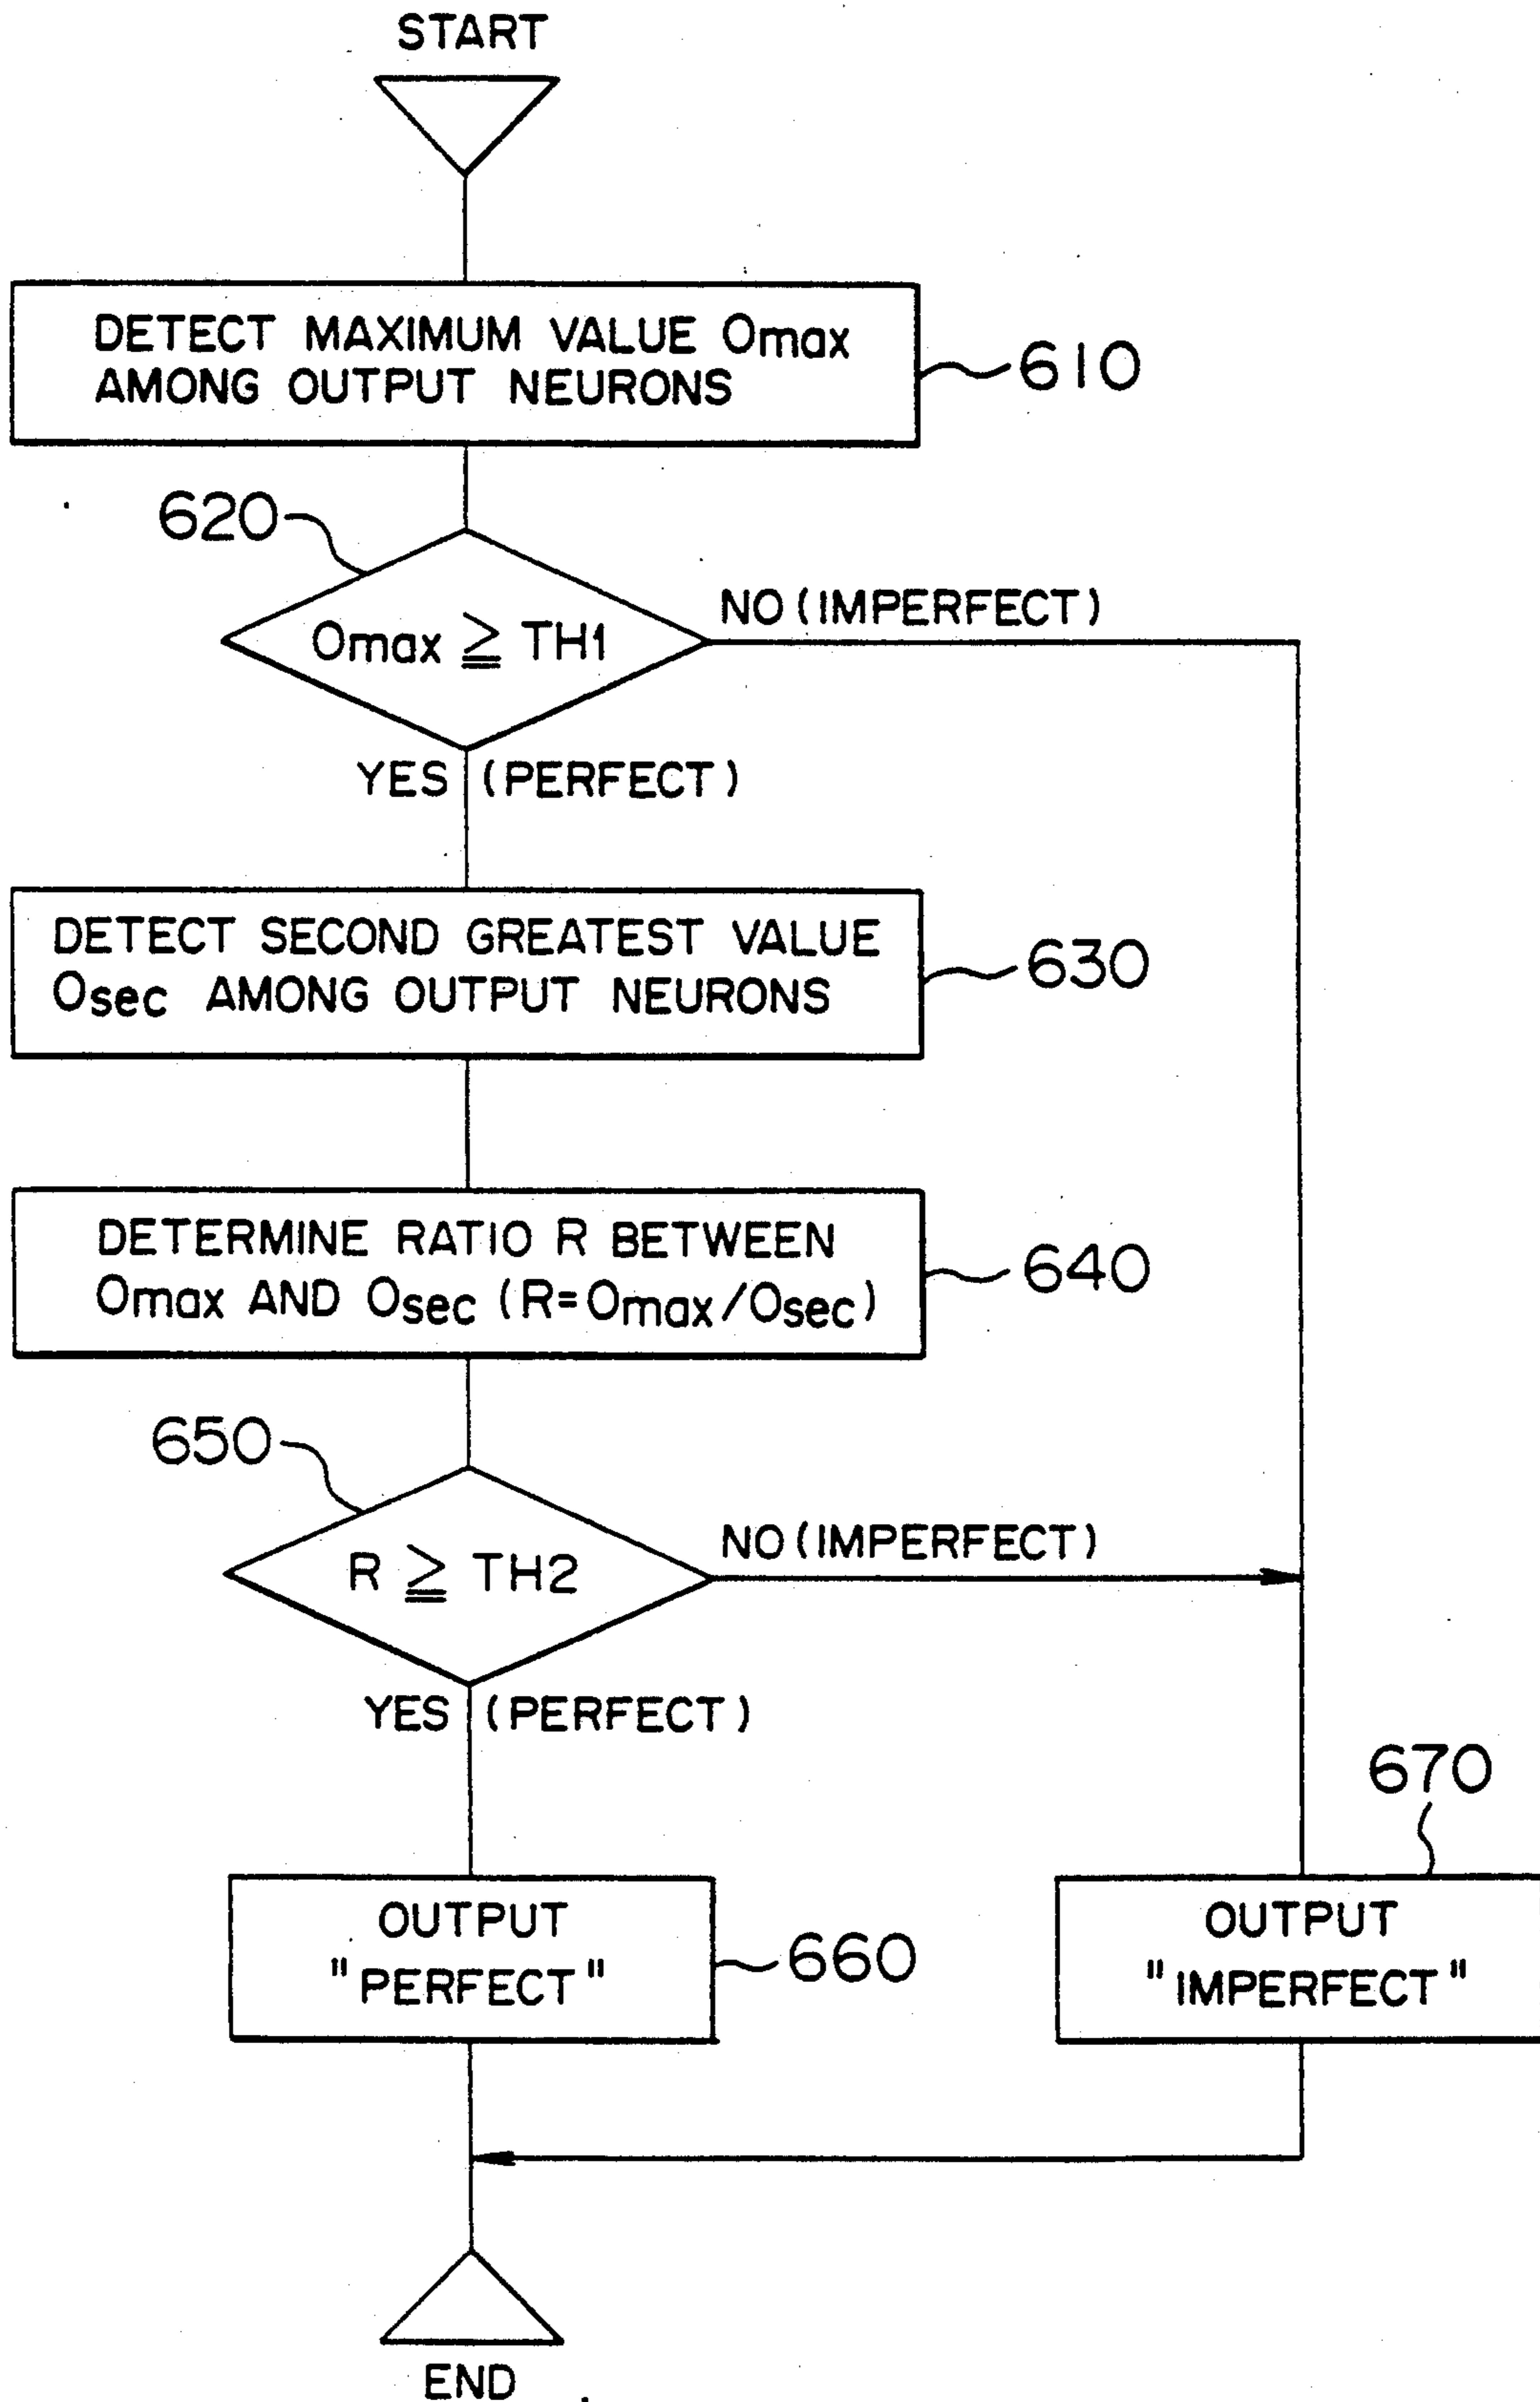 START
DETECT MAXIMUM VALUE Omax
AMONG OUTPUT NEURONS
610
620
Omax ≧ TH1
NO (IMPERFECT)
YES (PERFECT)
DETECT SECOND GREATEST VALUE
Osec AMONG OUTPUT NEURONS
630
DETERMINE RATIO R BETWEEN
Omax AND Osec (R=Omax/Osec)
640
650
R ≧ TH2
NO (IMPERFECT)
YES (PERFECT)
670
OUTPUT
"PERFECT"
660
OUTPUT
"IMPERFECT"
END